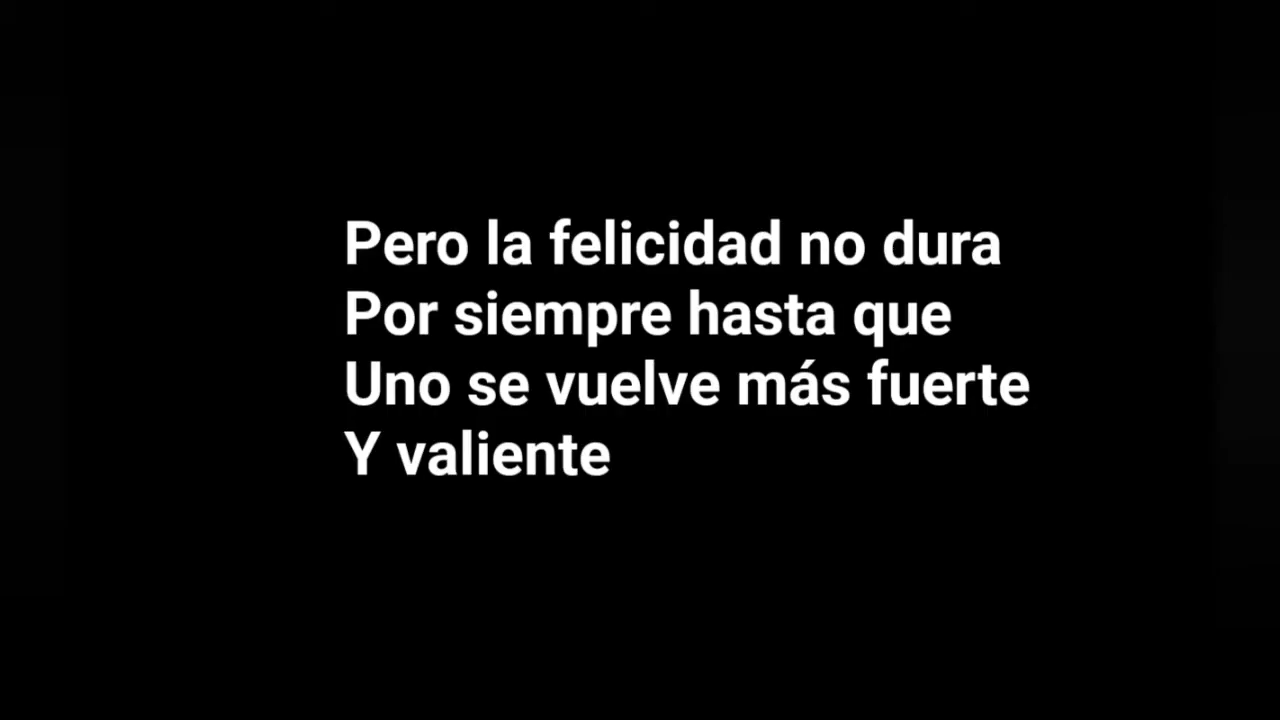 Pero la felicidad no dura
Por siempre hasta que
Uno se vuelve más fuerte
Y valiente